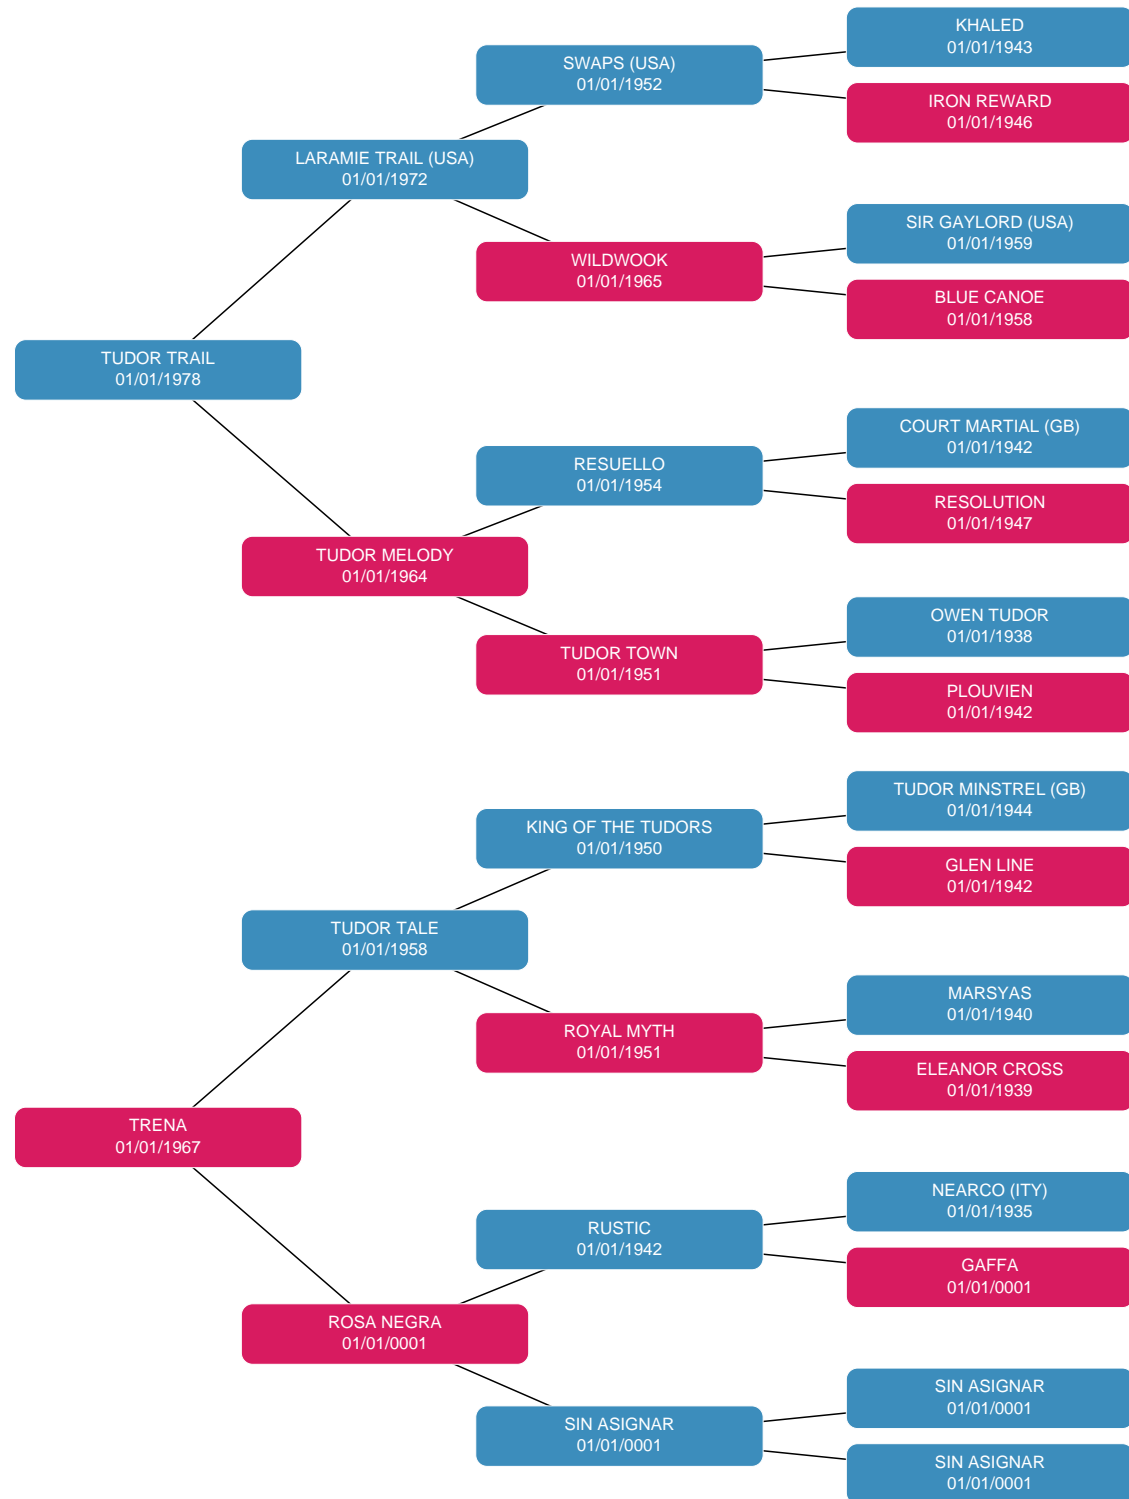 KHALED
01/01/1943
SWAPS (USA)
01/01/1952
IRON REWARD
01/01/1946
LARAMIE TRAIL (USA)
01/01/1972
SIR GAYLORD (USA)
01/01/1959
WILDWOOK
01/01/1965
BLUE CANOE
01/01/1958
TUDOR TRAIL
01/01/1978
COURT MARTIAL (GB)
01/01/1942
RESUELLO
01/01/1954
RESOLUTION
01/01/1947
TUDOR MELODY
01/01/1964
OWEN TUDOR
01/01/1938
TUDOR TOWN
01/01/1951
PLOUVIEN
01/01/1942
TUDOR MINSTREL (GB)
01/01/1944
KING OF THE TUDORS
01/01/1950
GLEN LINE
01/01/1942
TUDOR TALE
01/01/1958
MARSYAS
01/01/1940
ROYAL MYTH
01/01/1951
ELEANOR CROSS
01/01/1939
TRENA
01/01/1967
NEARCO (ITY)
01/01/1935
RUSTIC
01/01/1942
GAFFA
01/01/0001
ROSA NEGRA
01/01/0001
SIN ASIGNAR
01/01/0001
SIN ASIGNAR
01/01/0001
SIN ASIGNAR
01/01/0001